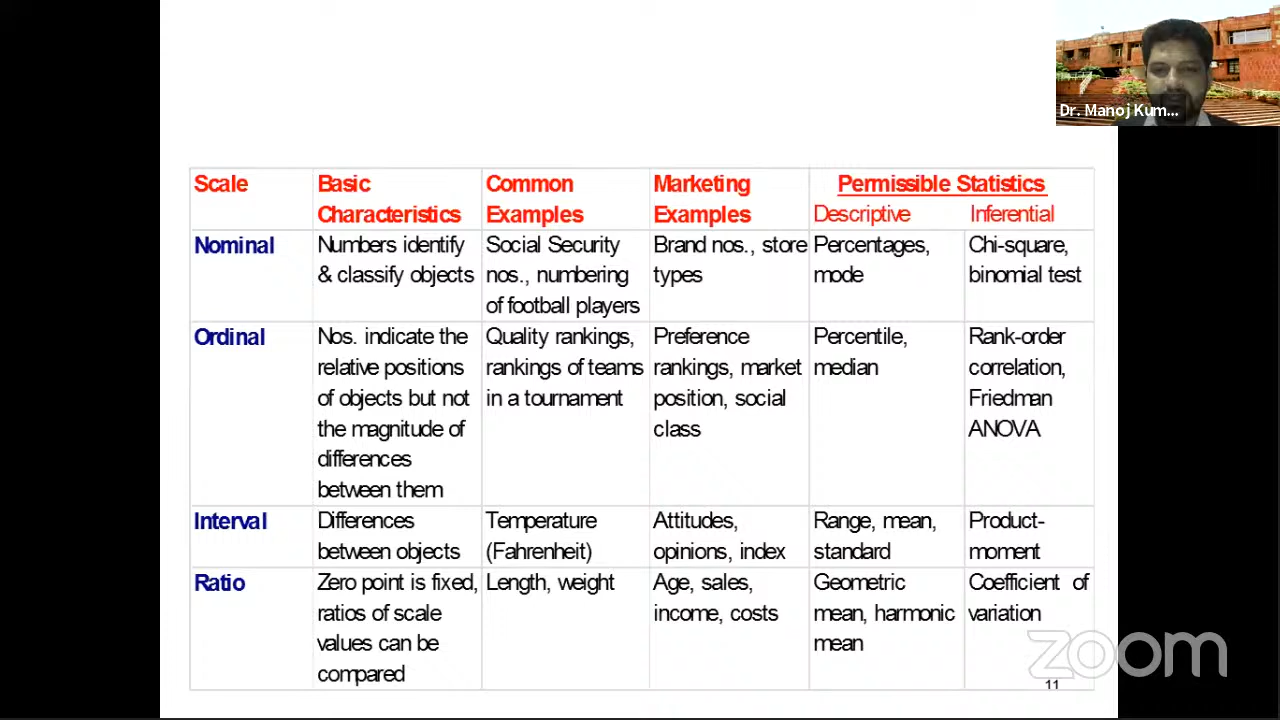 Dr. Manoj Kum...
Scale Basic Characteristics Common Examples Marketing Examples Permissible Statistics
Descriptive Inferential
Nominal Numbers identify & classify objects Social Security nos., numbering of football players Brand nos., store types Percentages, mode Chi-square, binomial test
Ordinal Nos. indicate the relative positions of objects but not the magnitude of differences between them Quality rankings, rankings of teams in a tournament Preference rankings, market position, social class Percentile, median Rank-order correlation, Friedman ANOVA
Interval Differences between objects Temperature (Fahrenheit) Attitudes, opinions, index Range, mean, standard Product-moment
Ratio Zero point is fixed, ratios of scale values can be compared Length, weight Age, sales, income, costs Geometric mean, harmonic mean Coefficient of variation
zoom
11